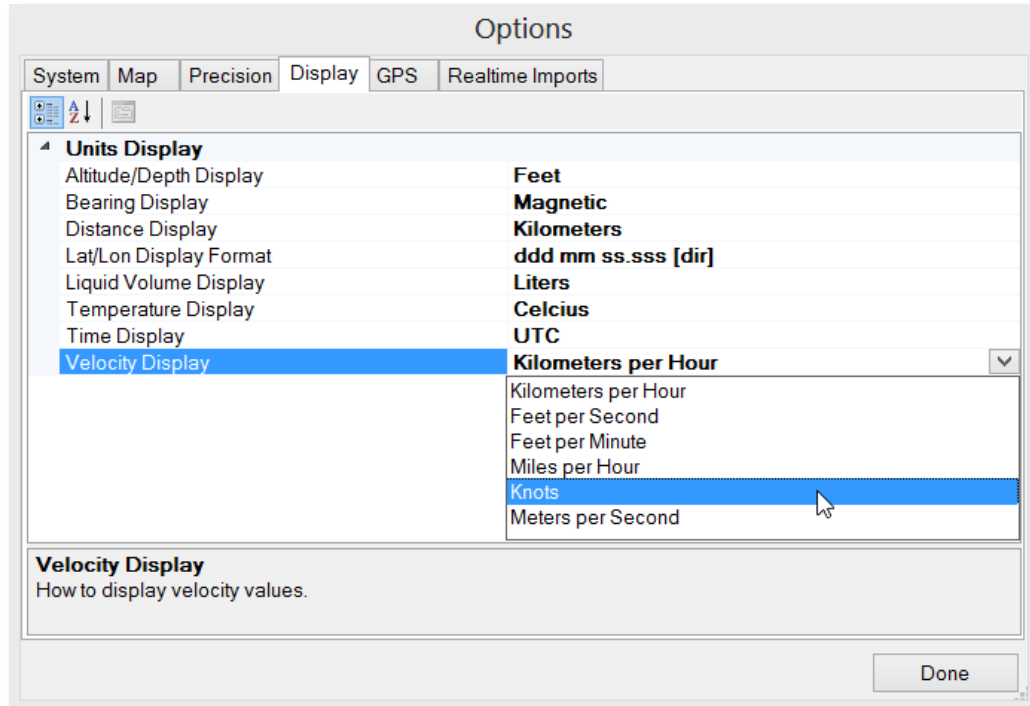 Options
System Map Precision Display GPS Realtime Imports
Units Display
Altitude/Depth Display Feet
Bearing Display Magnetic
Distance Display Kilometers
Lat/Lon Display Format ddd mm ss.sss [dir]
Liquid Volume Display Liters
Temperature Display Celcius
Time Display UTC
Velocity Display Kilometers per Hour
Kilometers per Hour
Feet per Second
Feet per Minute
Miles per Hour
Knots
Meters per Second
Velocity Display
How to display velocity values.
Done